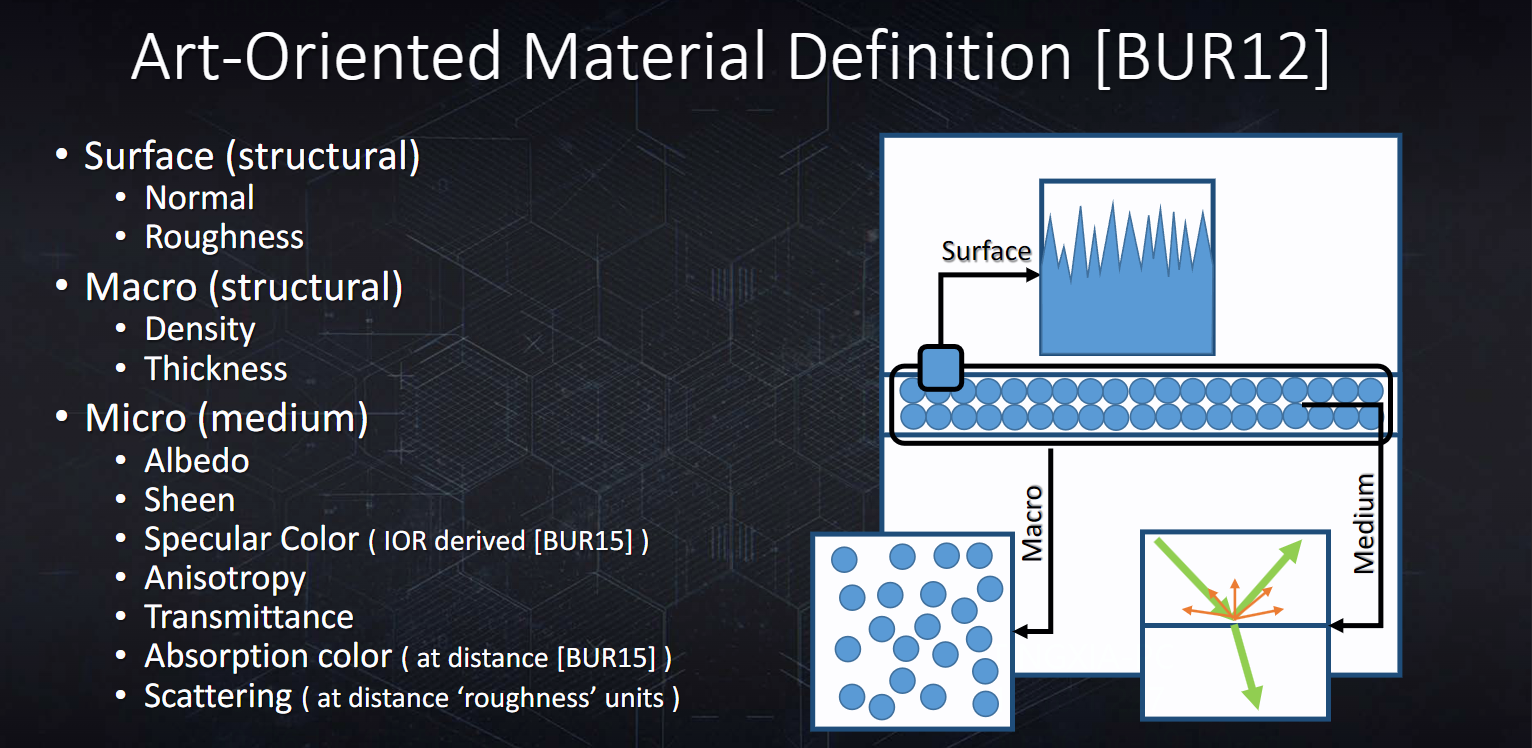 Art-Oriented Material Definition [BUR12]
• Surface (structural)
• Normal
• Roughness
• Macro (structural)
• Density
• Thickness
• Micro (medium)
• Albedo
• Sheen
• Specular Color ( IOR derived [BUR15] )
• Anisotropy
• Transmittance
• Absorption color ( at distance [BUR15] )
• Scattering ( at distance ‘roughness’ units )
Surface
Macro
Medium